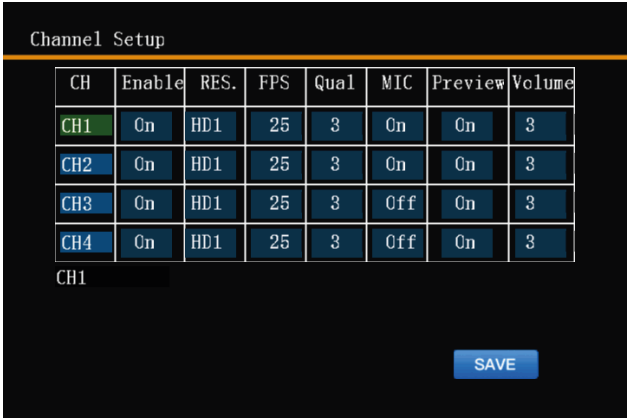 Channel Setup
CH Enable RES. FPS Qual MIC Preview Volume
CH1 On HD1 25 3 On On 3
CH2 On HD1 25 3 On On 3
CH3 On HD1 25 3 Off On 3
CH4 On HD1 25 3 Off On 3
CH1
SAVE